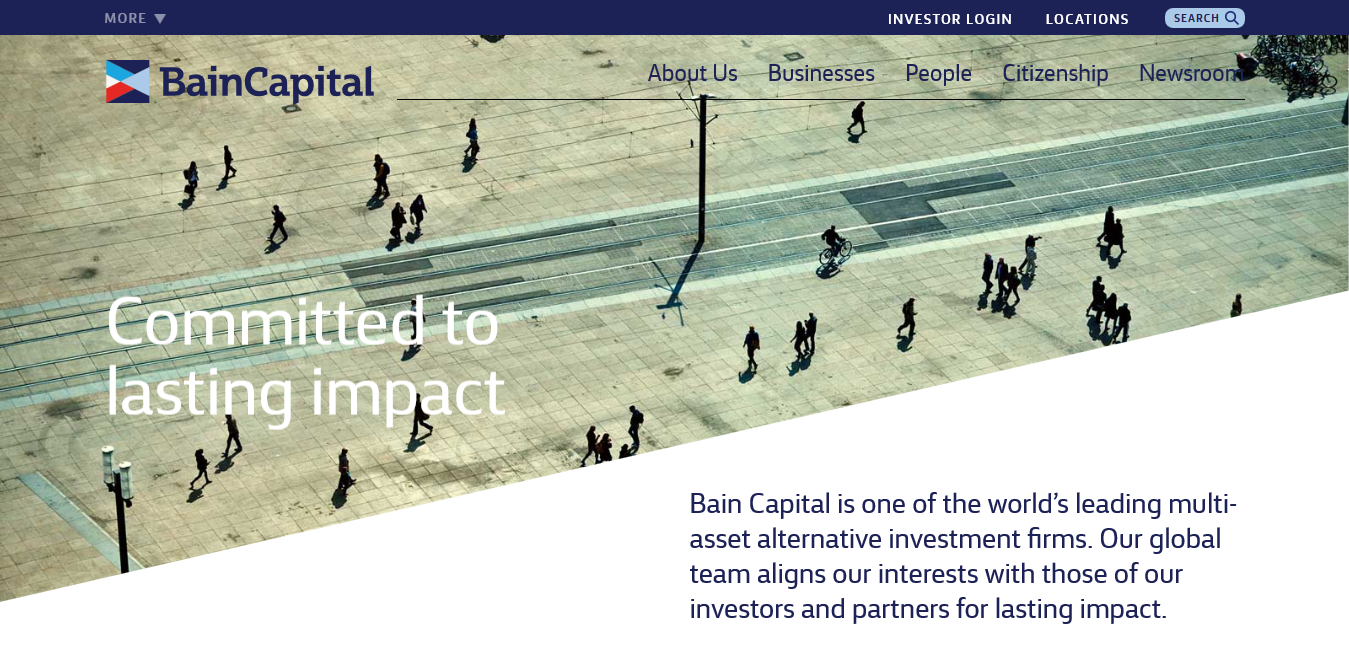 MORE
INVESTOR LOGIN
LOCATIONS
SEARCH
BainCapital
About Us
Businesses
People
Citizenship
Newsroom
Committed to
lasting impact
Bain Capital is one of the world’s leading multi-
asset alternative investment firms. Our global
team aligns our interests with those of our
investors and partners for lasting impact.